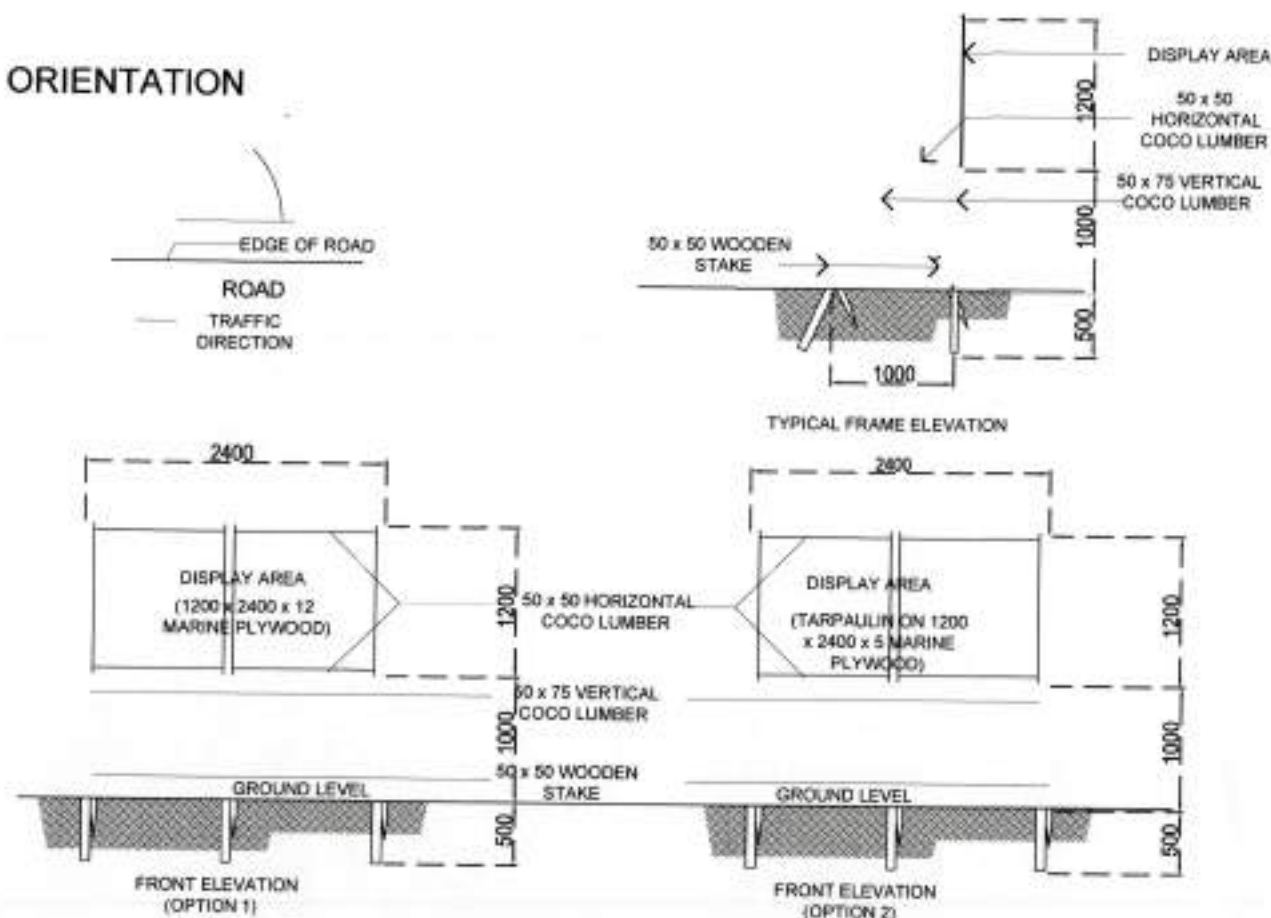 ORIENTATION
EDGE OF ROAD
ROAD
TRAFFIC
DIRECTION
DISPLAY AREA
50 x 50
HORIZONTAL
COCO LUMBER
50 x 75 VERTICAL
COCO LUMBER
50 x 50 WOODEN
STAKE
1200
1000
500
1000
TYPICAL FRAME ELEVATION
2400
DISPLAY AREA
(1200 x 2400 x 12
MARINE PLYWOOD)
1200
1000
500
50 x 50 HORIZONTAL
COCO LUMBER
50 x 75 VERTICAL
COCO LUMBER
50 x 50 WOODEN
STAKE
GROUND LEVEL
FRONT ELEVATION
(OPTION 1)
2400
DISPLAY AREA
(TARPAULIN ON 1200
x 2400 x 5 MARINE
PLYWOOD)
1200
1000
500
GROUND LEVEL
FRONT ELEVATION
(OPTION 2)